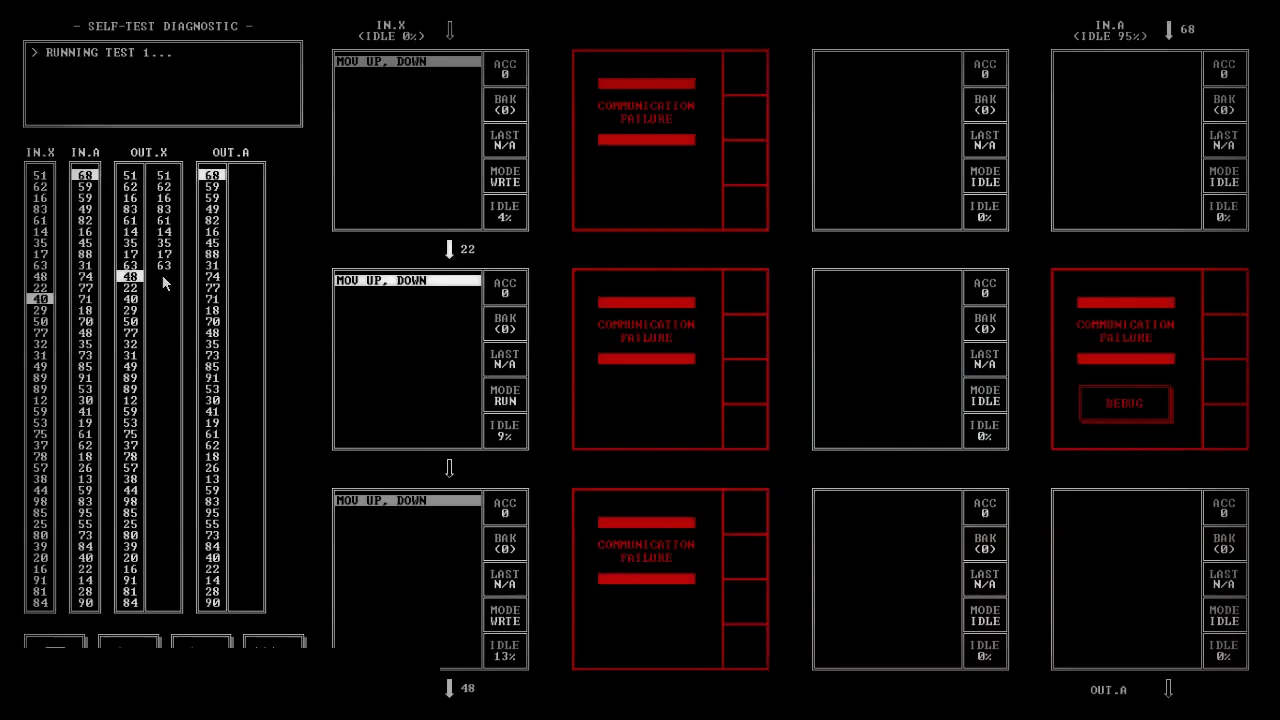 - SELF-TEST DIAGNOSTIC -
> RUNNING TEST 1...
IN.X IN.A OUT.X OUT.A
51 68 51 51 68
62 59 62 62 59
16 59 16 16 59
83 49 83 83 49
61 82 61 61 82
14 16 14 14 16
35 45 35 35 45
17 88 17 17 88
63 31 63 63 31
48 74 48 74
22 77 22 77
40 71 40 71
29 18 29 18
50 70 50 70
77 48 77 48
32 35 32 35
31 73 31 73
49 85 49 85
89 91 89 91
89 53 89 53
12 30 12 30
59 41 59 41
53 19 53 19
75 61 75 61
37 62 37 62
78 18 78 18
57 26 57 26
38 13 38 13
44 59 44 59
98 83 98 83
85 95 85 95
25 55 25 55
80 73 80 73
39 84 39 84
20 40 20 40
16 22 16 22
91 14 91 14
31 28 31 28
84 90 84 90
IN.X
(IDLE 0%)
IN.A
(IDLE 95%)
68
MOV UP, DOWN
ACC
0
BAK
(0)
LAST
N/A
MODE
WRTE
IDLE
4%
COMMUNICATION
FAILURE
ACC
0
BAK
(0)
LAST
N/A
MODE
IDLE
IDLE
0%
ACC
0
BAK
(0)
LAST
N/A
MODE
IDLE
IDLE
0%
22
MOV UP, DOWN
ACC
0
BAK
(0)
LAST
N/A
MODE
RUN
IDLE
9%
COMMUNICATION
FAILURE
ACC
0
BAK
(0)
LAST
N/A
MODE
IDLE
IDLE
0%
COMMUNICATION
FAILURE
DEBUG
MOV UP, DOWN
ACC
0
BAK
(0)
LAST
N/A
MODE
WRTE
IDLE
13%
COMMUNICATION
FAILURE
ACC
0
BAK
(0)
LAST
N/A
MODE
IDLE
IDLE
0%
ACC
0
BAK
(0)
LAST
N/A
MODE
IDLE
IDLE
0%
48
OUT.A